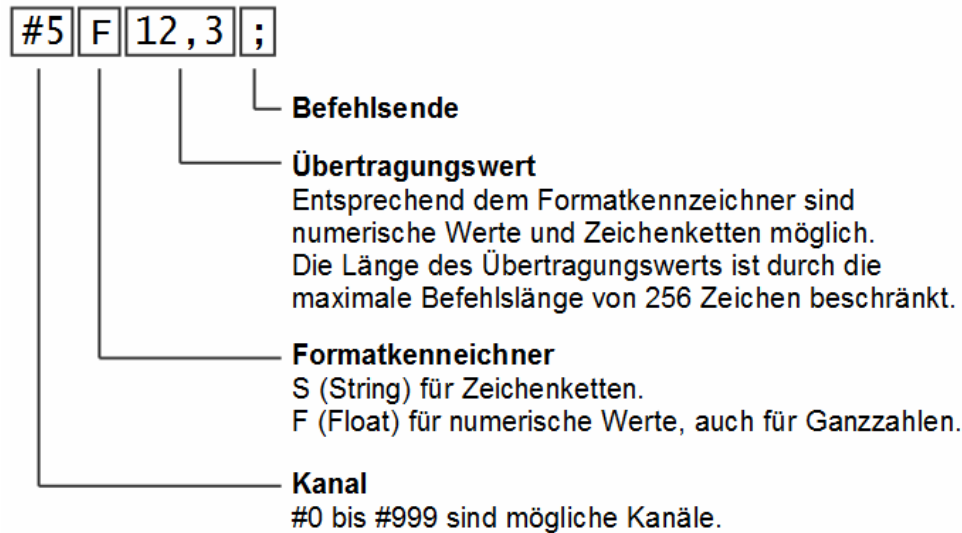 #5 F 12,3 ;
Befehlsende
Übertragungswert
Entsprechend dem Formatkennzeichner sind
numerische Werte und Zeichenketten möglich.
Die Länge des Übertragungswerts ist durch die
maximale Befehlslänge von 256 Zeichen beschränkt.
Formatkenneichner
S (String) für Zeichenketten.
F (Float) für numerische Werte, auch für Ganzzahlen.
Kanal
#0 bis #999 sind mögliche Kanäle.